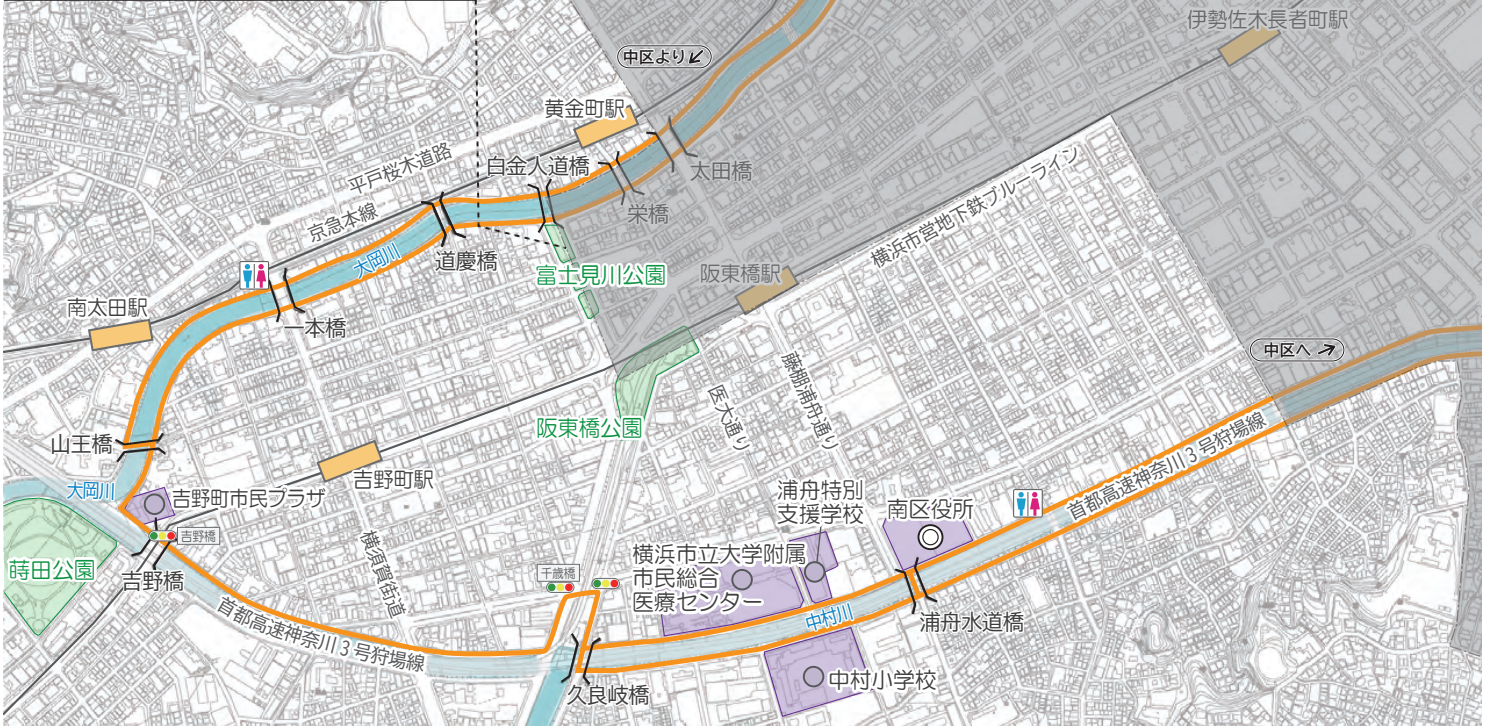 伊勢佐木長者町駅
中区より↙
黄金町駅
平戸桜木道路
白金人道橋
太田橋
京急本線
栄橋
大岡川
道慶橋
横浜市営地下鉄ブルーライン
富士見川公園
阪東橋駅
南太田駅
一本橋
中区へ↗
藤棚浦舟通り
医大通り
阪東橋公園
山王橋
吉野町駅
大岡川
吉野町市民プラザ
浦舟特別
支援学校
南区役所
首都高速神奈川3号狩場線
吉野橋
横須賀街道
蒔田公園
吉野橋
千歳橋
横浜市立大学附属
市民総合
医療センター
首都高速神奈川3号狩場線
中村川
浦舟水道橋
中村小学校
久良岐橋